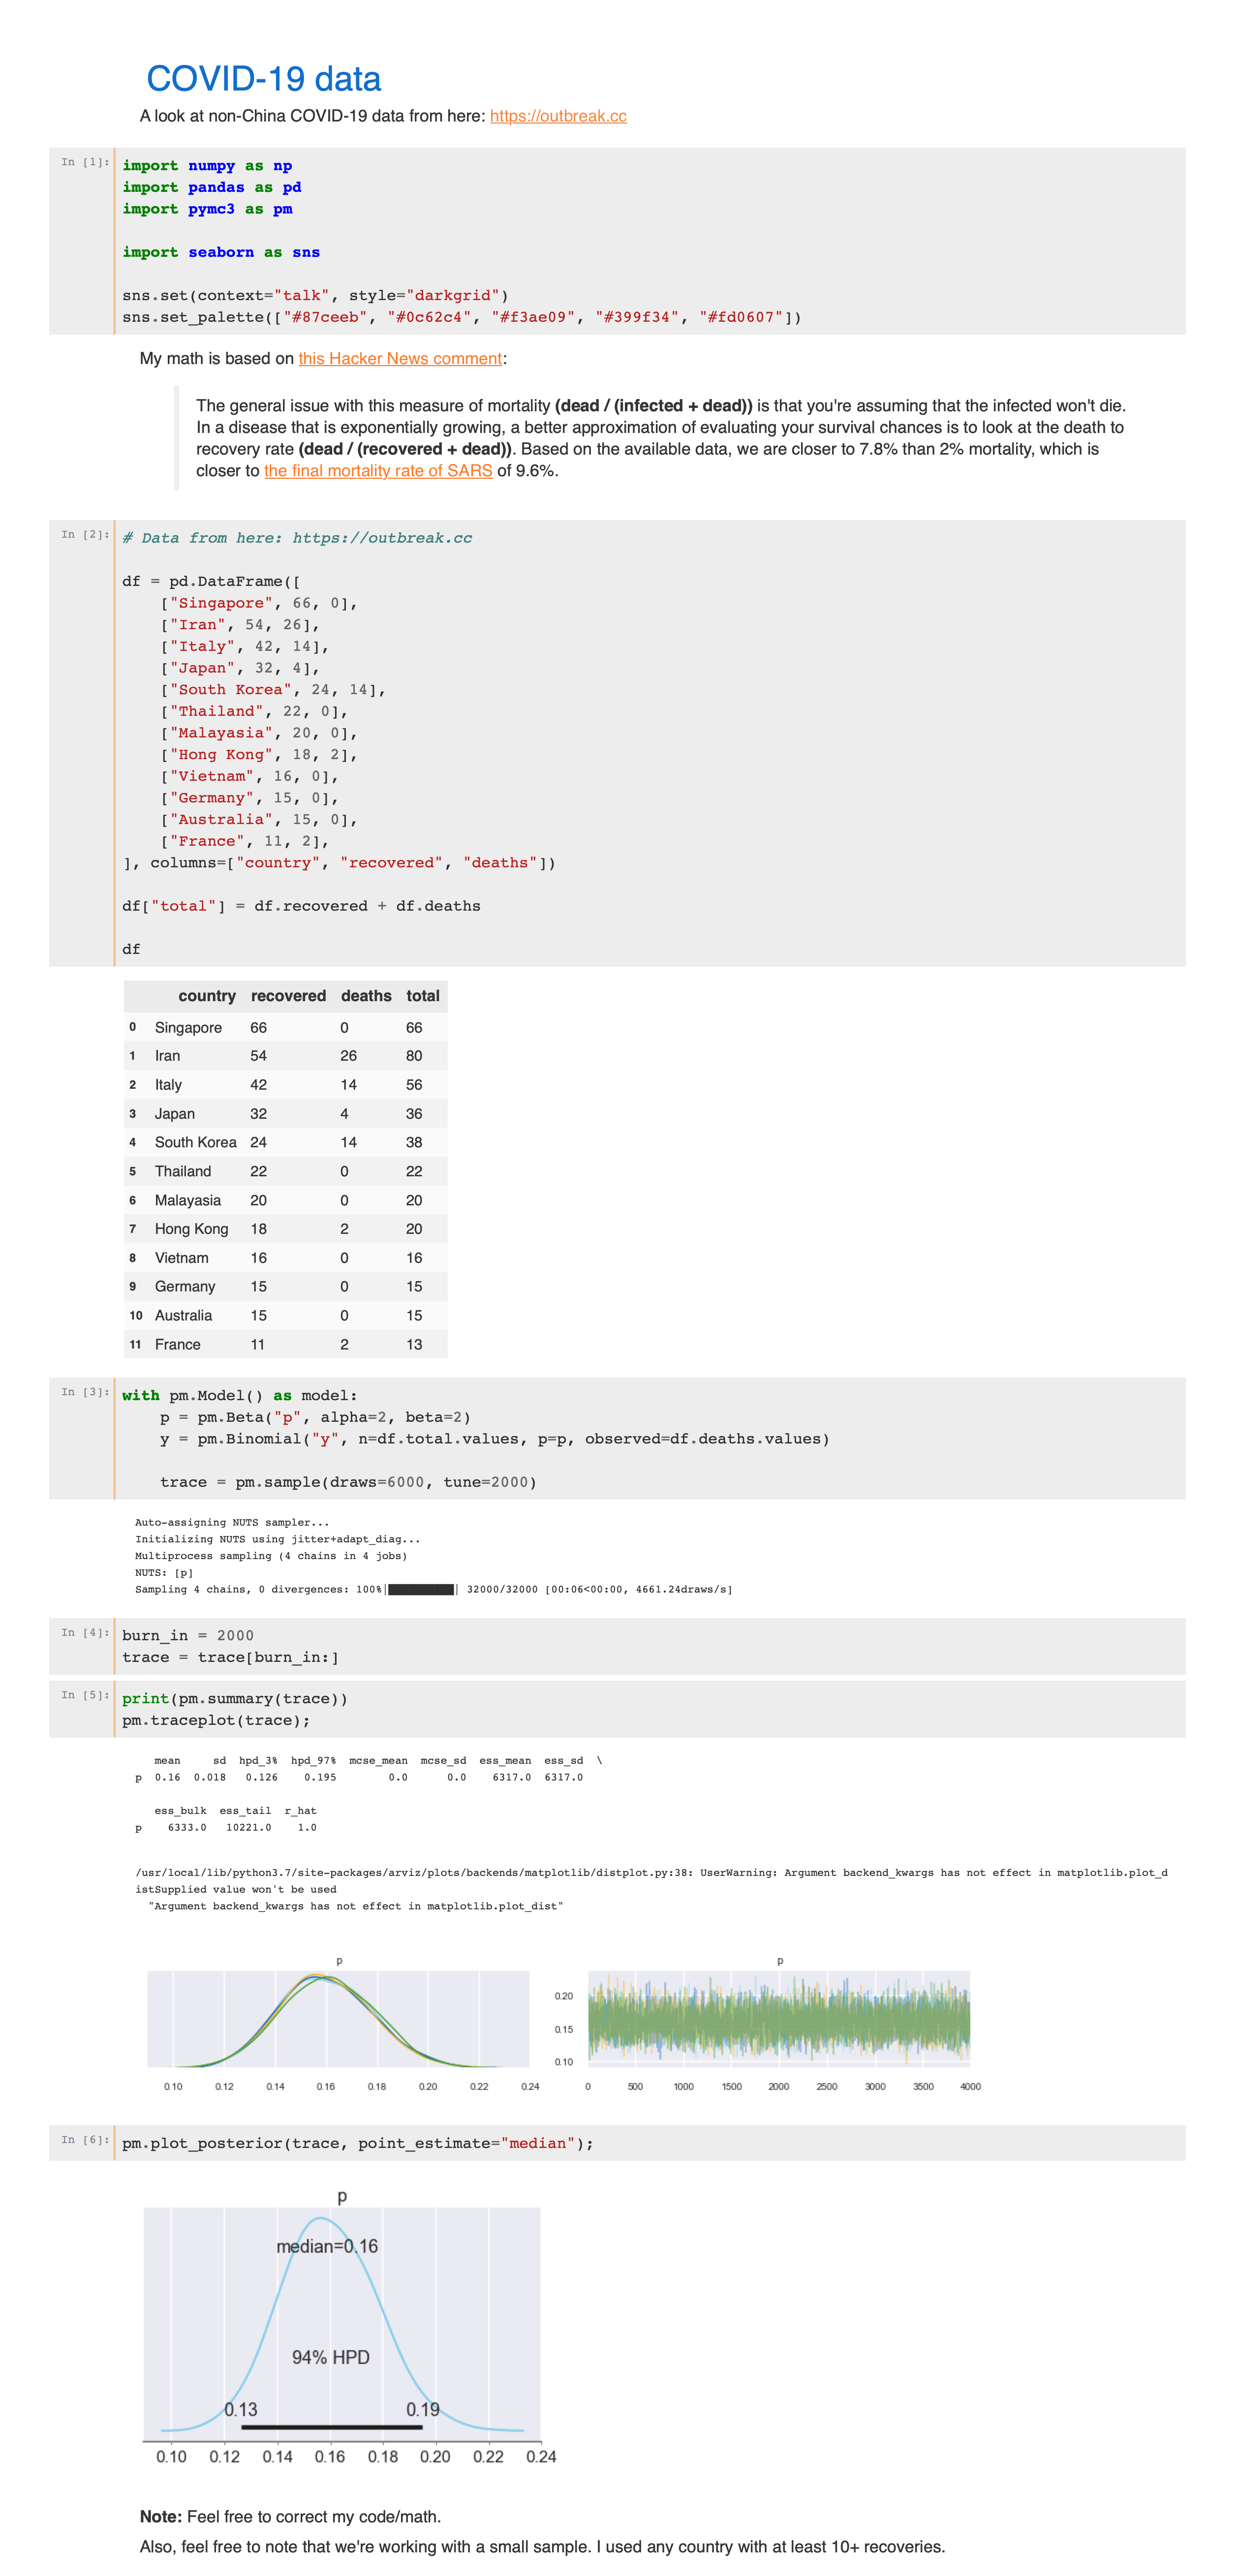 COVID-19 data
A look at non-China COVID-19 data from here: https://outbreak.cc
In [1]:
import numpy as np
import pandas as pd
import pymc3 as pm
import seaborn as sns
sns.set(context="talk", style="darkgrid")
sns.set_palette(["#87ceeb", "#0c62c4", "#f3ae09", "#399f34", "#fd0607"])
My math is based on this Hacker News comment:
The general issue with this measure of mortality (dead / (infected + dead)) is that you're assuming that the infected won't die.
In a disease that is exponentially growing, a better approximation of evaluating your survival chances is to look at the death to
recovery rate (dead / (recovered + dead)). Based on the available data, we are closer to 7.8% than 2% mortality, which is
closer to the final mortality rate of SARS of 9.6%.
In [2]:
# Data from here: https://outbreak.cc
df = pd.DataFrame([
["Singapore", 66, 0],
["Iran", 54, 26],
["Italy", 42, 14],
["Japan", 32, 4],
["South Korea", 24, 14],
["Thailand", 22, 0],
["Malayasia", 20, 0],
["Hong Kong", 18, 2],
["Vietnam", 16, 0],
["Germany", 15, 0],
["Australia", 15, 0],
["France", 11, 2],
], columns=["country", "recovered", "deaths"])
df["total"] = df.recovered + df.deaths
df
country recovered deaths total
0 Singapore 66 0 66
1 Iran 54 26 80
2 Italy 42 14 56
3 Japan 32 4 36
4 South Korea 24 14 38
5 Thailand 22 0 22
6 Malayasia 20 0 20
7 Hong Kong 18 2 20
8 Vietnam 16 0 16
9 Germany 15 0 15
10 Australia 15 0 15
11 France 11 2 13
In [3]:
with pm.Model() as model:
p = pm.Beta("p", alpha=2, beta=2)
y = pm.Binomial("y", n=df.total.values, p=p, observed=df.deaths.values)
trace = pm.sample(draws=6000, tune=2000)
Auto-assigning NUTS sampler...
Initializing NUTS using jitter+adapt_diag...
Multiprocess sampling (4 chains in 4 jobs)
NUTS: [p]
Sampling 4 chains, 0 divergences: 100%|██████████| 32000/32000 [00:06<00:00, 4661.24draws/s]
In [4]:
burn_in = 2000
trace = trace[burn_in:]
In [5]:
print(pm.summary(trace))
pm.traceplot(trace);
mean sd hpd_3% hpd_97% mcse_mean mcse_sd ess_mean ess_sd \
p 0.16 0.018 0.126 0.195 0.0 0.0 6317.0 6317.0
ess_bulk ess_tail r_hat
p 6333.0 10221.0 1.0
/usr/local/lib/python3.7/site-packages/arviz/plots/backends/matplotlib/distplot.py:38: UserWarning: Argument backend_kwargs has not effect in matplotlib.plot_d
istSupplied value won't be used
"Argument backend_kwargs has not effect in matplotlib.plot_dist"
p
0.10 0.12 0.14 0.16 0.18 0.20 0.22 0.24
p
0.20
0.15
0.10
0 500 1000 1500 2000 2500 3000 3500 4000
In [6]:
pm.plot_posterior(trace, point_estimate="median");
p
median=0.16
94% HPD
0.13 0.19
0.10 0.12 0.14 0.16 0.18 0.20 0.22 0.24
Note: Feel free to correct my code/math.
Also, feel free to note that we're working with a small sample. I used any country with at least 10+ recoveries.